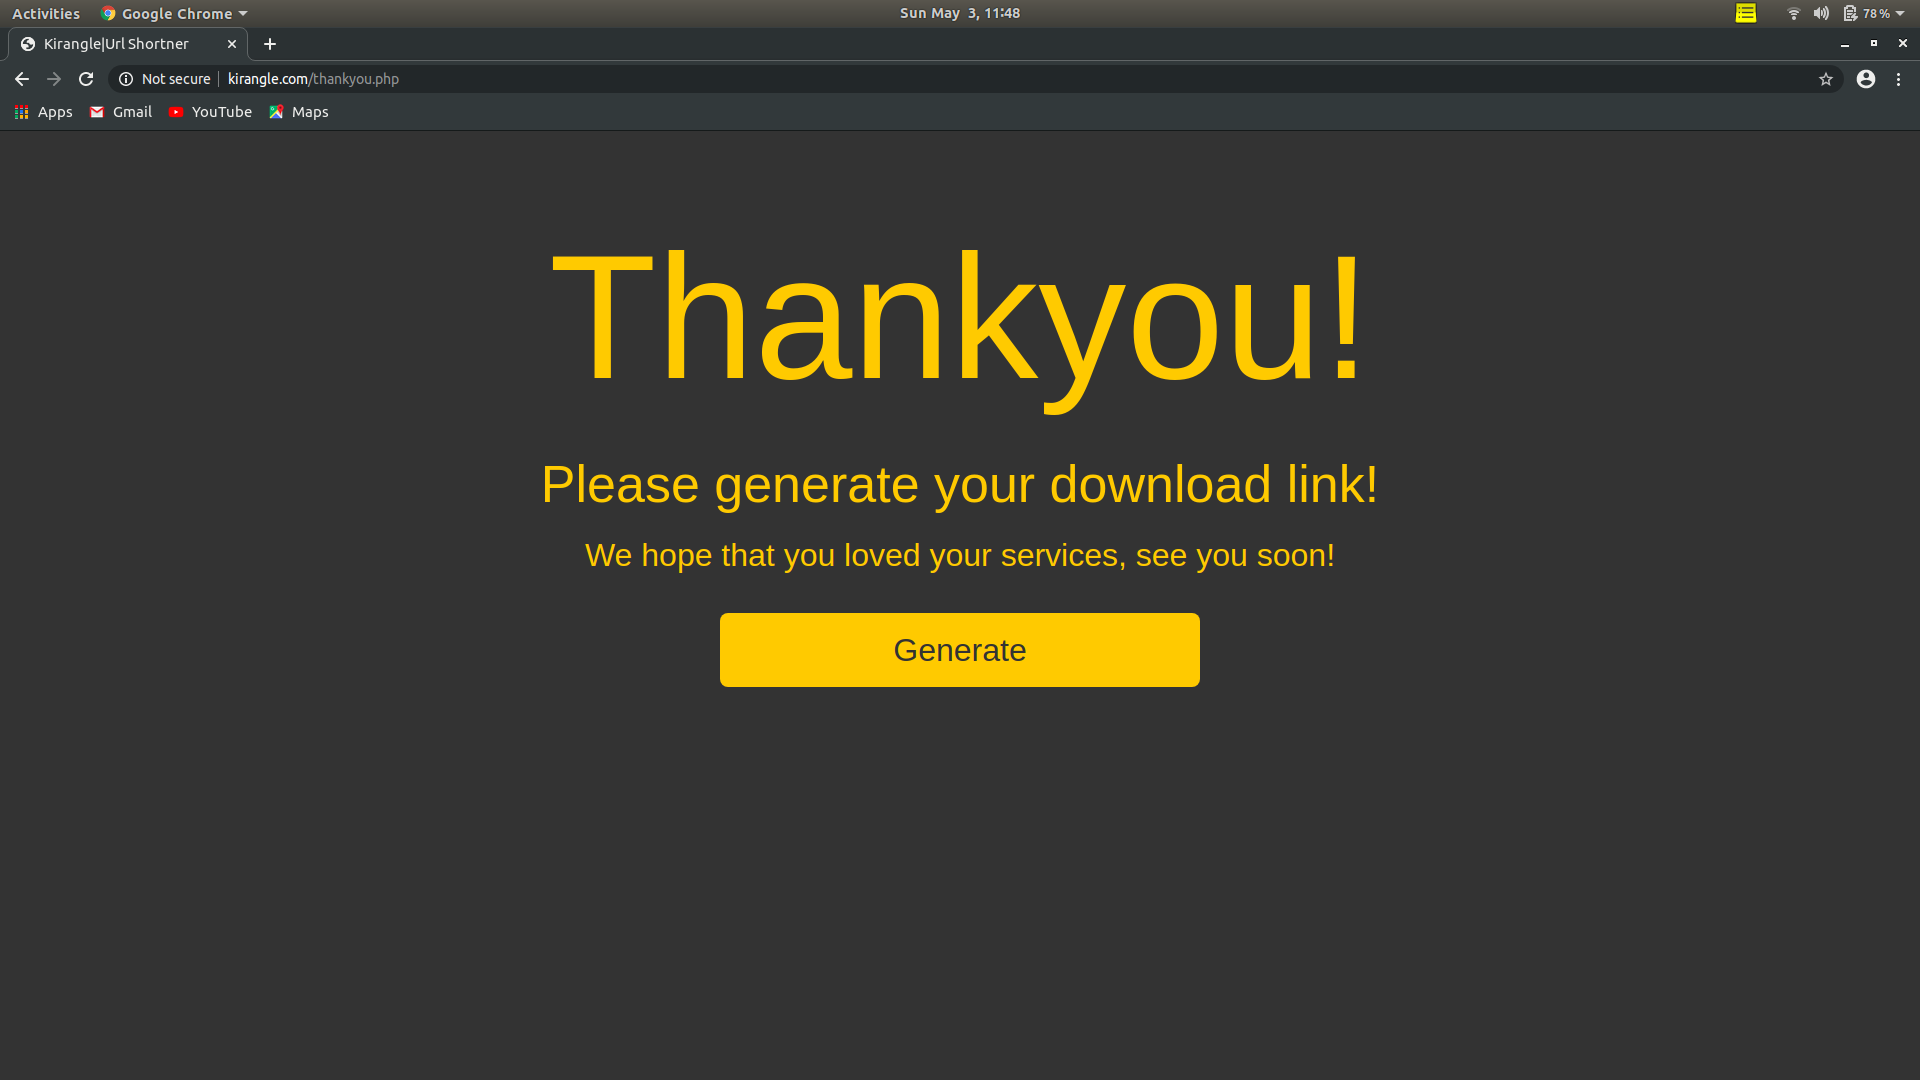 Activities Google Chrome Sun May 3, 11:48 78 %
Kirangle|Url Shortner
Not secure kirangle.com/thankyou.php
Apps Gmail YouTube Maps
Thankyou!
Please generate your download link!
We hope that you loved your services, see you soon!
Generate